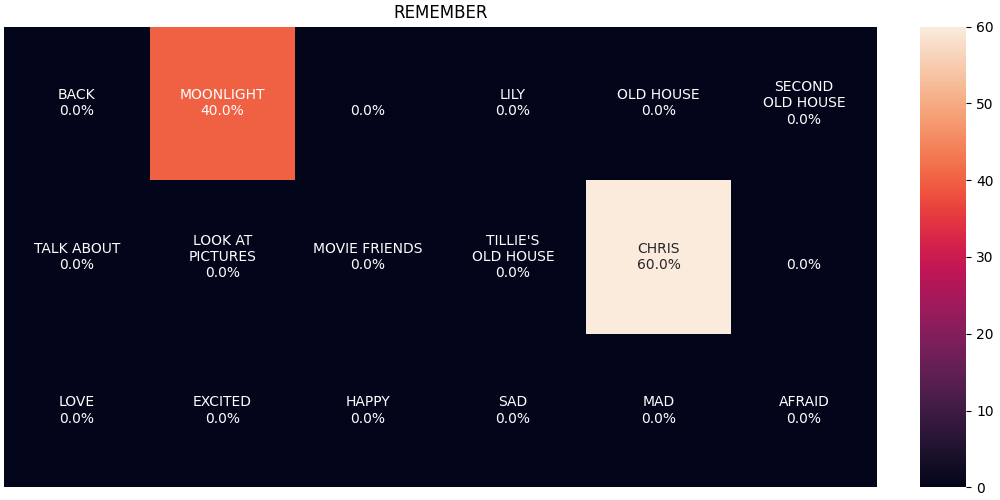 REMEMBER
BACK
0.0%
MOONLIGHT
40.0%
0.0%
LILY
0.0%
OLD HOUSE
0.0%
SECOND
OLD HOUSE
0.0%
TALK ABOUT
0.0%
LOOK AT
PICTURES
0.0%
MOVIE FRIENDS
0.0%
TILLIE'S
OLD HOUSE
0.0%
CHRIS
60.0%
0.0%
LOVE
0.0%
EXCITED
0.0%
HAPPY
0.0%
SAD
0.0%
MAD
0.0%
AFRAID
0.0%
60
50
40
30
20
10
0